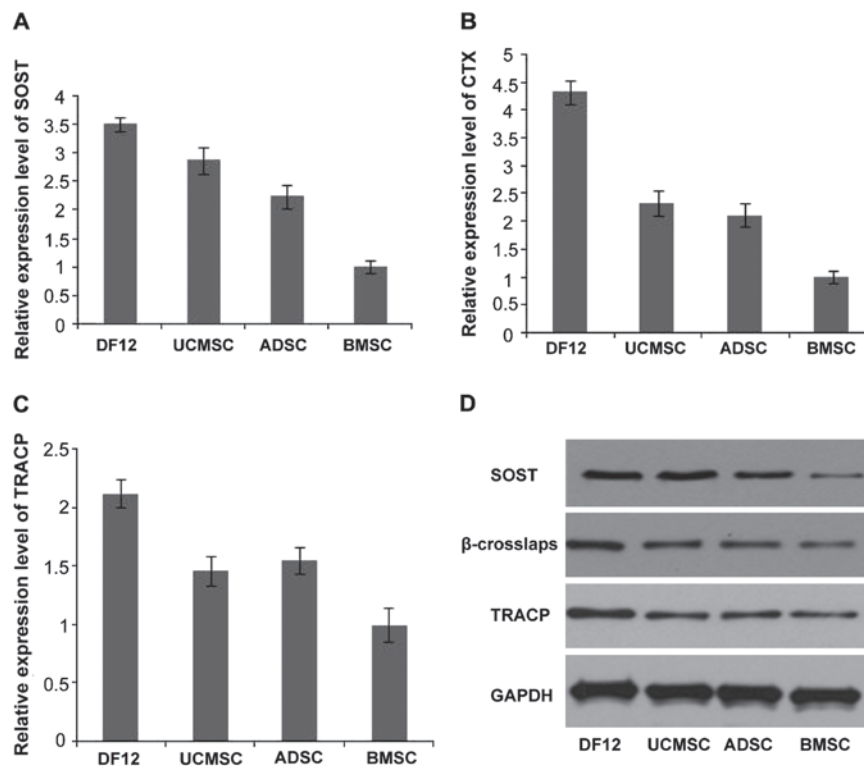 A
Relative expression level of SOST
4
3.5
3
2.5
2
1.5
1
0.5
0
DF12 UCMSC ADSC BMSC
B
Relative expression level of CTX
5
4.5
4
3.5
3
2.5
2
1.5
1
0.5
0
DF12 UCMSC ADSC BMSC
C
Relative expression level of TRACP
2.5
2
1.5
1
0.5
0
DF12 UCMSC ADSC BMSC
D
SOST
β-crosslaps
TRACP
GAPDH
DF12 UCMSC ADSC BMSC